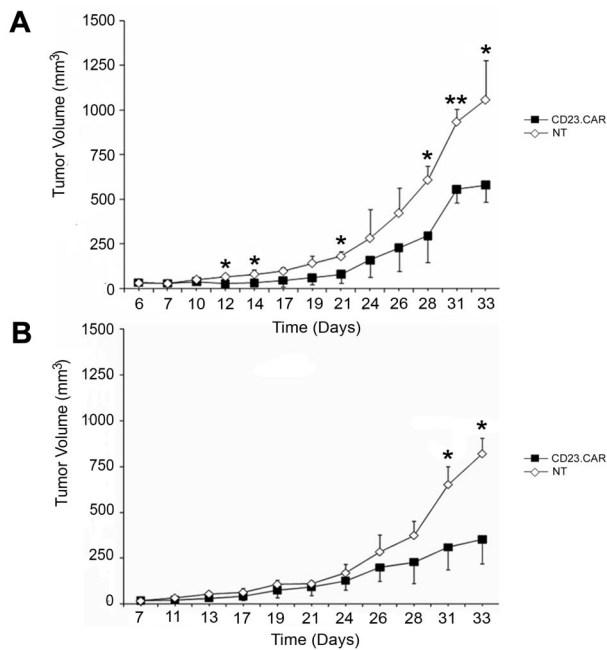 A
1500
1250
1000
750
500
250
0
Tumor Volume (mm³)
* * * * ** *
CD23.CAR
NT
6 7 10 12 14 17 19 21 24 26 28 31 33
Time (Days)
B
1500
1250
1000
750
500
250
0
Tumor Volume (mm³)
* *
CD23.CAR
NT
7 11 13 17 19 21 24 26 28 31 33
Time (Days)